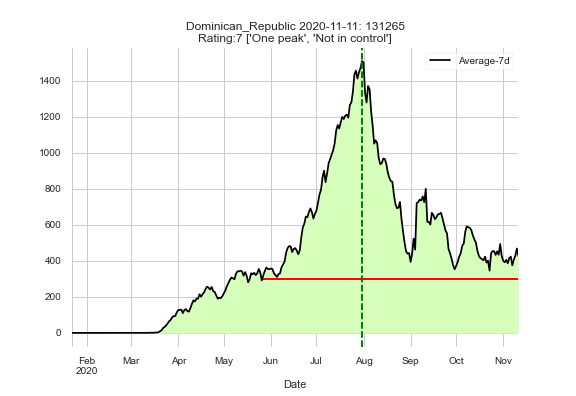 Dominican_Republic 2020-11-11: 131265
Rating:7 ['One peak', 'Not in control']
Average-7d
1400
1200
1000
800
600
400
200
0
Feb Mar Apr May Jun Jul Aug Sep Oct Nov
2020
Date